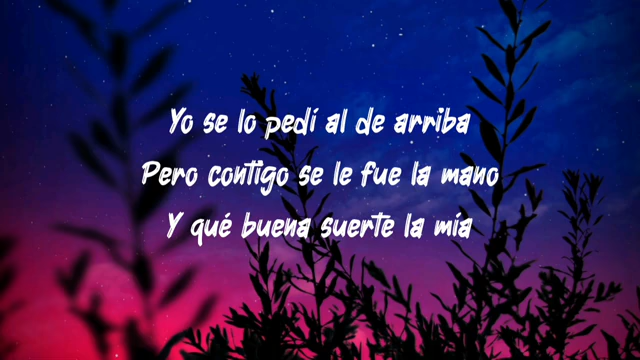 Yo se lo pedí al de arriba
Pero contigo se le fue la mano
Y qué buena suerte la mía